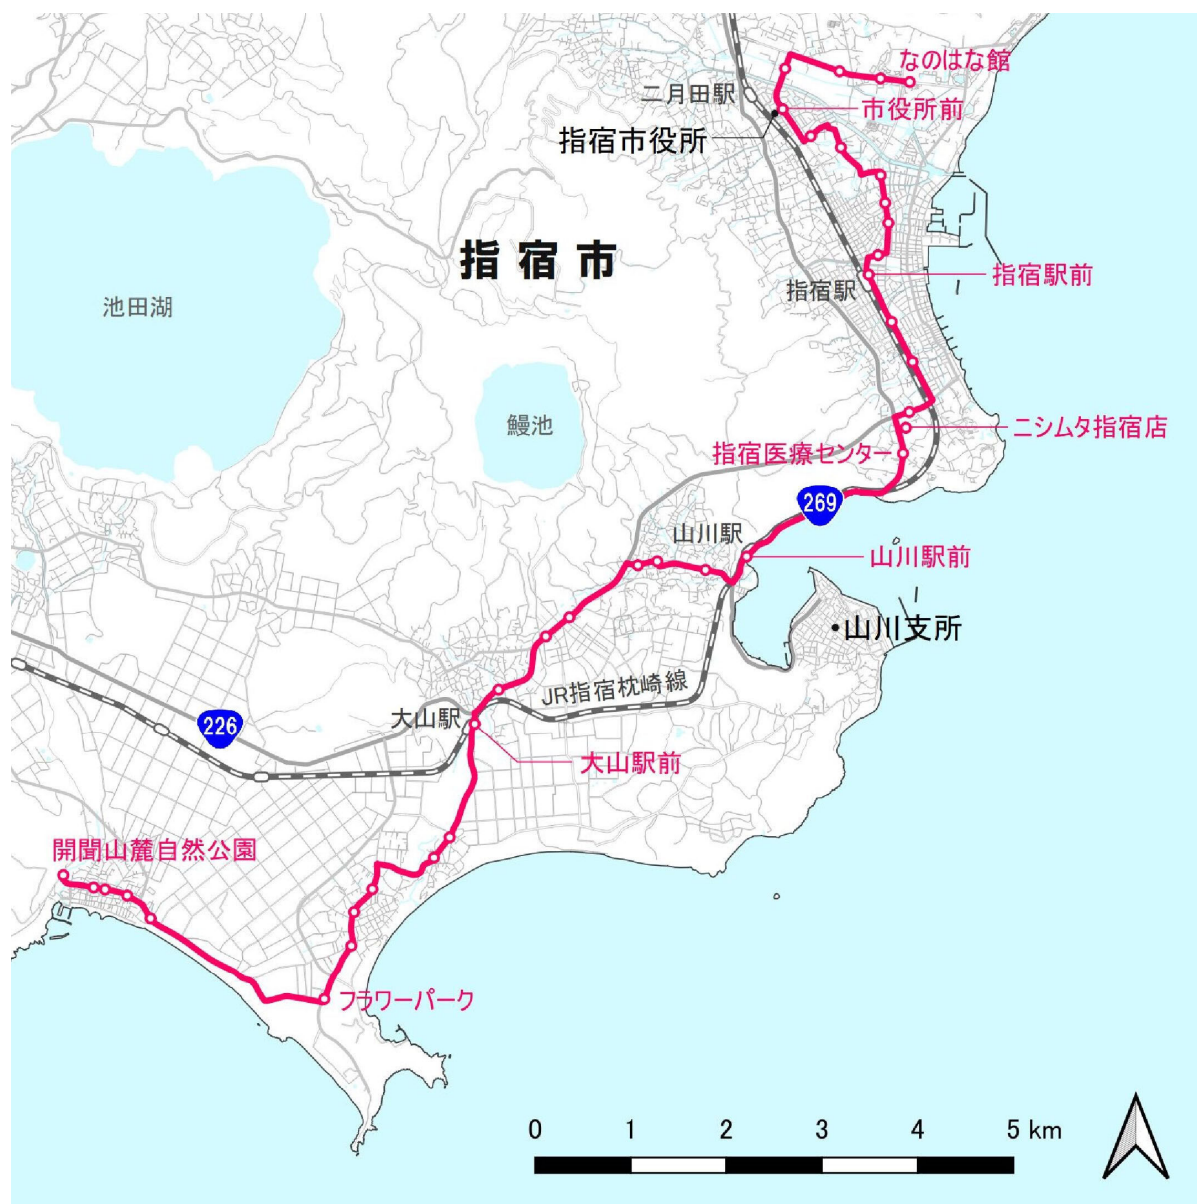 なのはな館
二月田駅
市役所前
指宿市役所
指宿市
指宿駅前
指宿駅
池田湖
鰻池
ニシムタ指宿店
指宿医療センター
269
山川駅
山川駅前
山川支所
JR指宿枕崎線
大山駅
226
大山駅前
開聞山麓自然公園
フラワーパーク
0 1 2 3 4 5 km